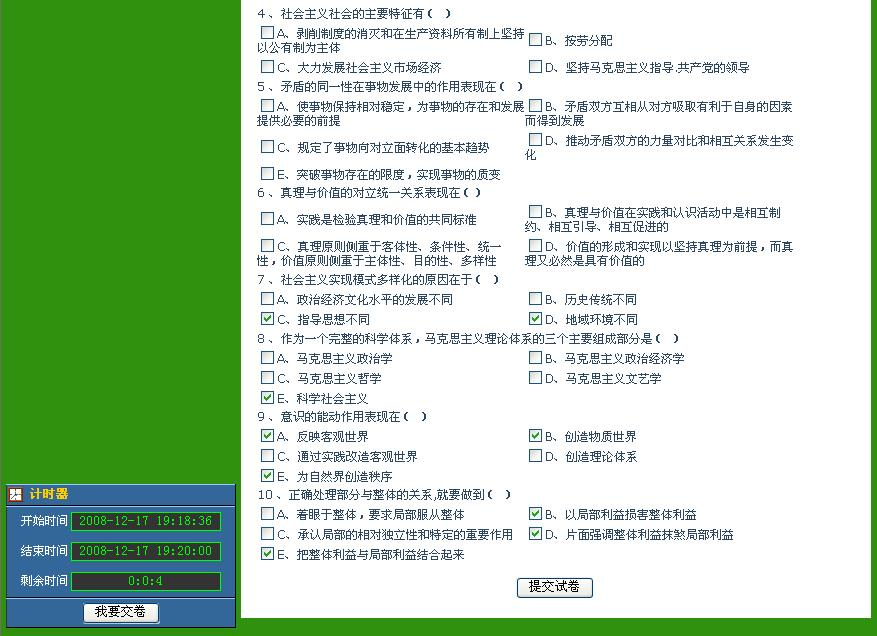 4、社会主义社会的主要特征有(  )
A、剥削制度的消灭和在生产资料所有制上坚持以公有制为主体 B、按劳分配
C、大力发展社会主义市场经济 D、坚持马克思主义指导.共产党的领导
5、矛盾的同一性在事物发展中的作用表现在(  )
A、使事物保持相对稳定，为事物的存在和发展提供必要的前提 B、矛盾双方互相从对方吸取有利于自身的因素而得到发展
C、规定了事物向对立面转化的基本趋势 D、推动矛盾双方的力量对比和相互关系发生变化
E、突破事物存在的限度，实现事物的质变
6、真理与价值的对立统一关系表现在( )
A、实践是检验真理和价值的共同标准 B、真理与价值在实践和认识活动中是相互制约、相互引导、相互促进的
C、真理原则侧重于客体性、条件性、统一性，价值原则侧重于主体性、目的性、多样性 D、价值的形成和实现以坚持真理为前提，而真理又必然是具有价值的
7、社会主义实现模式多样化的原因在于(  )
A、政治经济文化水平的发展不同 B、历史传统不同
C、指导思想不同 D、地域环境不同
8、作为一个完整的科学体系，马克思主义理论体系的三个主要组成部分是(  )
A、马克思主义政治学 B、马克思主义政治经济学
C、马克思主义哲学 D、马克思主义文艺学
E、科学社会主义
9、意识的能动作用表现在(  )
A、反映客观世界 B、创造物质世界
C、通过实践改造客观世界 D、创造理论体系
E、为自然界创造秩序
10、正确处理部分与整体的关系,就要做到(  )
A、着眼于整体，要求局部服从整体 B、以局部利益损害整体利益
C、承认局部的相对独立性和特定的重要作用 D、片面强调整体利益抹煞局部利益
E、把整体利益与局部利益结合起来
提交试卷
计时器
开始时间 2008-12-17 19:18:36
结束时间 2008-12-17 19:20:00
剩余时间 0:0:4
我要交卷